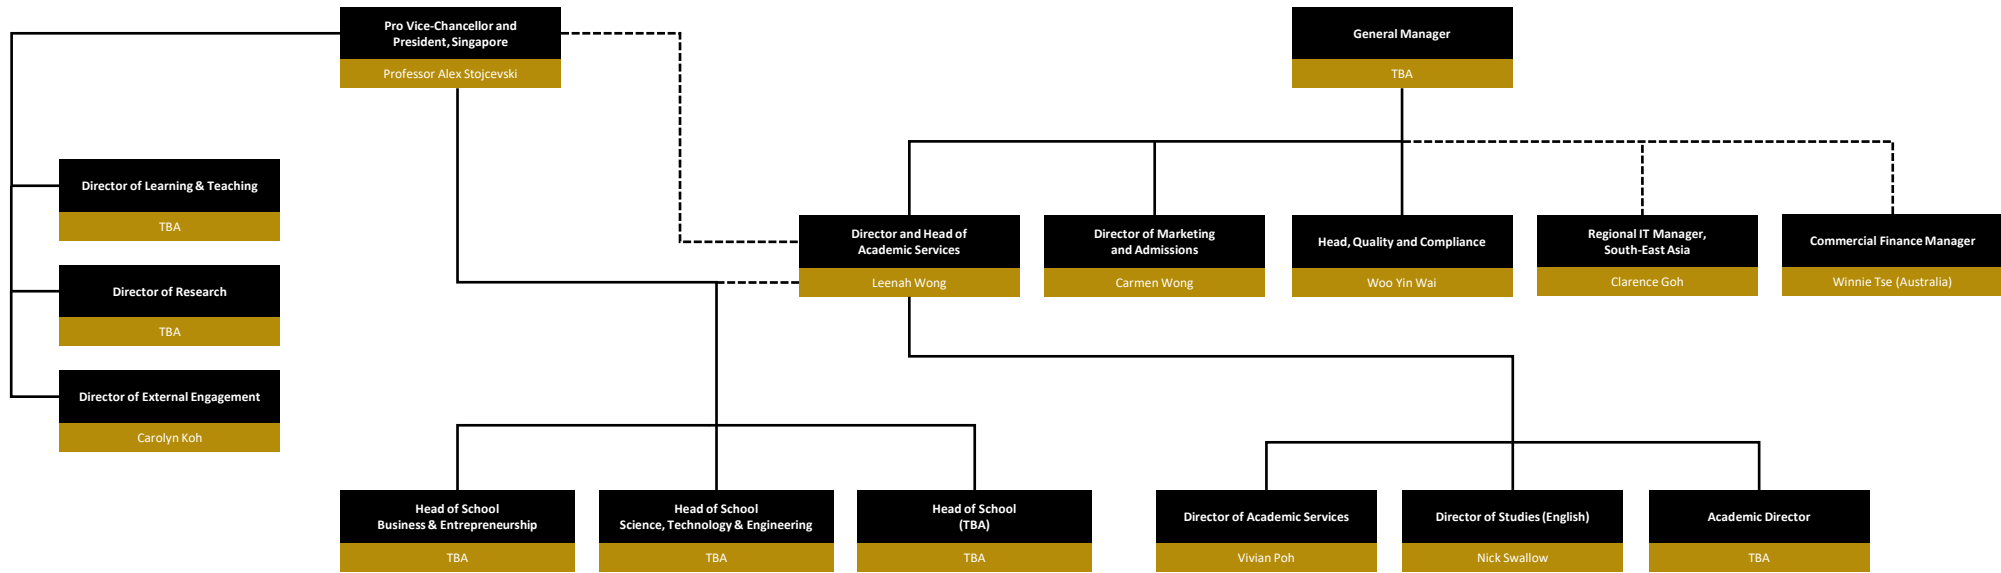 Pro Vice-Chancellor and
President, Singapore
Professor Alex Stojcevski
General Manager
TBA
Director of Learning & Teaching
TBA
Director of Research
TBA
Director of External Engagement
Carolyn Koh
Director and Head of
Academic Services
Leenah Wong
Director of Marketing
and Admissions
Carmen Wong
Head, Quality and Compliance
Woo Yin Wai
Regional IT Manager,
South-East Asia
Clarence Goh
Commercial Finance Manager
Winnie Tse (Australia)
Head of School
Business & Entrepreneurship
TBA
Head of School
Science, Technology & Engineering
TBA
Head of School
(TBA)
TBA
Director of Academic Services
Vivian Poh
Director of Studies (English)
Nick Swallow
Academic Director
TBA